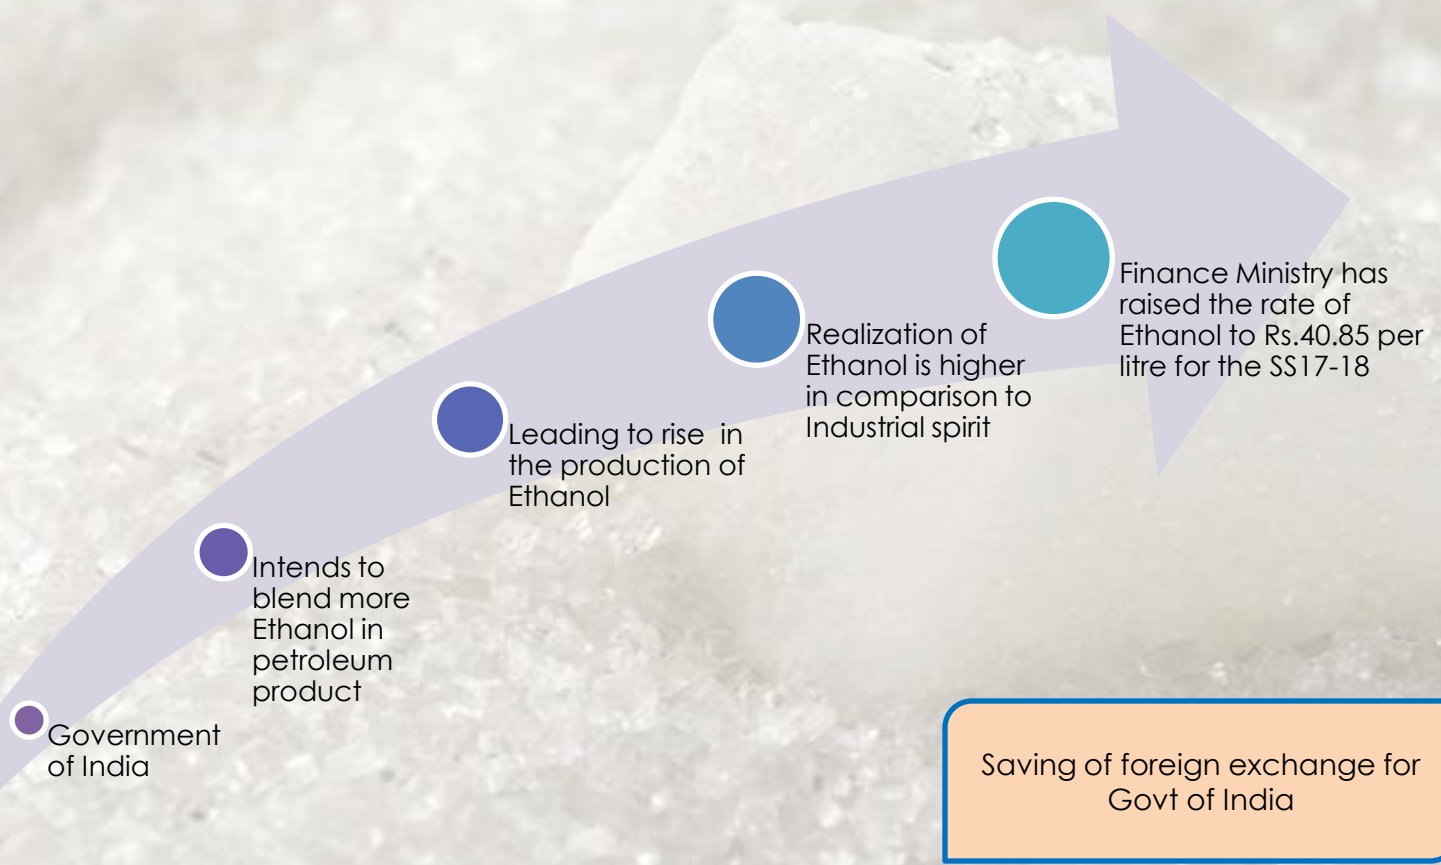 Government
of India
Intends to
blend more
Ethanol in
petroleum
product
Leading to rise  in
the production of
Ethanol
Realization of
Ethanol is higher
in comparison to
Industrial spirit
Finance Ministry has
raised the rate of
Ethanol to Rs.40.85 per
litre for the SS17-18
Saving of foreign exchange for
Govt of India